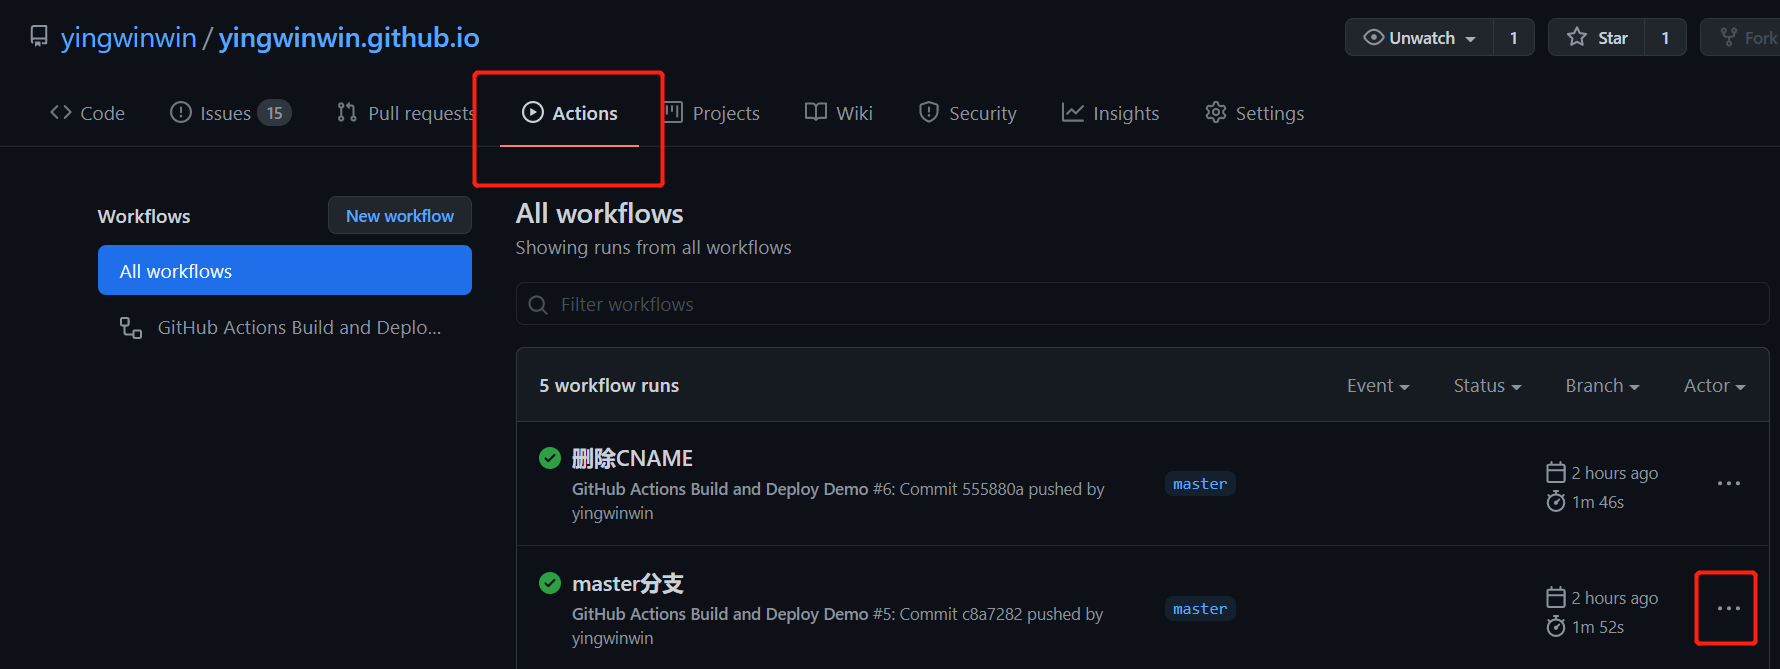 yingwinwin / yingwinwin.github.io
Unwatch 1
Star 1
Fork
Code
Issues 15
Pull requests
Actions
Projects
Wiki
Security
Insights
Settings
Workflows
New workflow
All workflows
GitHub Actions Build and Deplo...
All workflows
Showing runs from all workflows
Filter workflows
5 workflow runs
Event
Status
Branch
Actor
删除CNAME
GitHub Actions Build and Deploy Demo #6: Commit 555880a pushed by
yingwinwin
master
2 hours ago
1m 46s
master分支
GitHub Actions Build and Deploy Demo #5: Commit c8a7282 pushed by
yingwinwin
master
2 hours ago
1m 52s